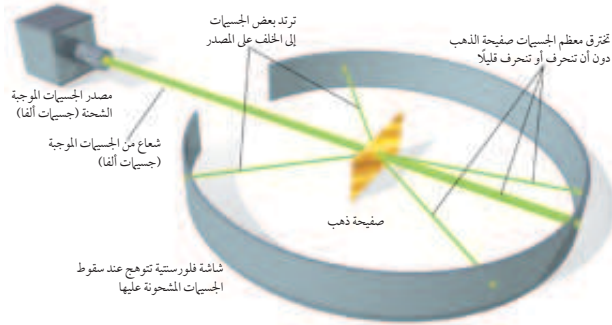 ترتد بعض الجسيمات
إلى الخلف على المصدر
تخترق معظم الجسيمات صفيحة الذهب
دون أن تنحرف أو تنحرف قليلًا
مصدر الجسيمات الموجبة
الشحنة (جسيمات ألفا)
شعاع من الجسيمات الموجبة
(جسيمات ألفا)
صفيحة ذهب
شاشة فلورسنتية تتوهج عند سقوط
الجسيمات المشحونة عليها